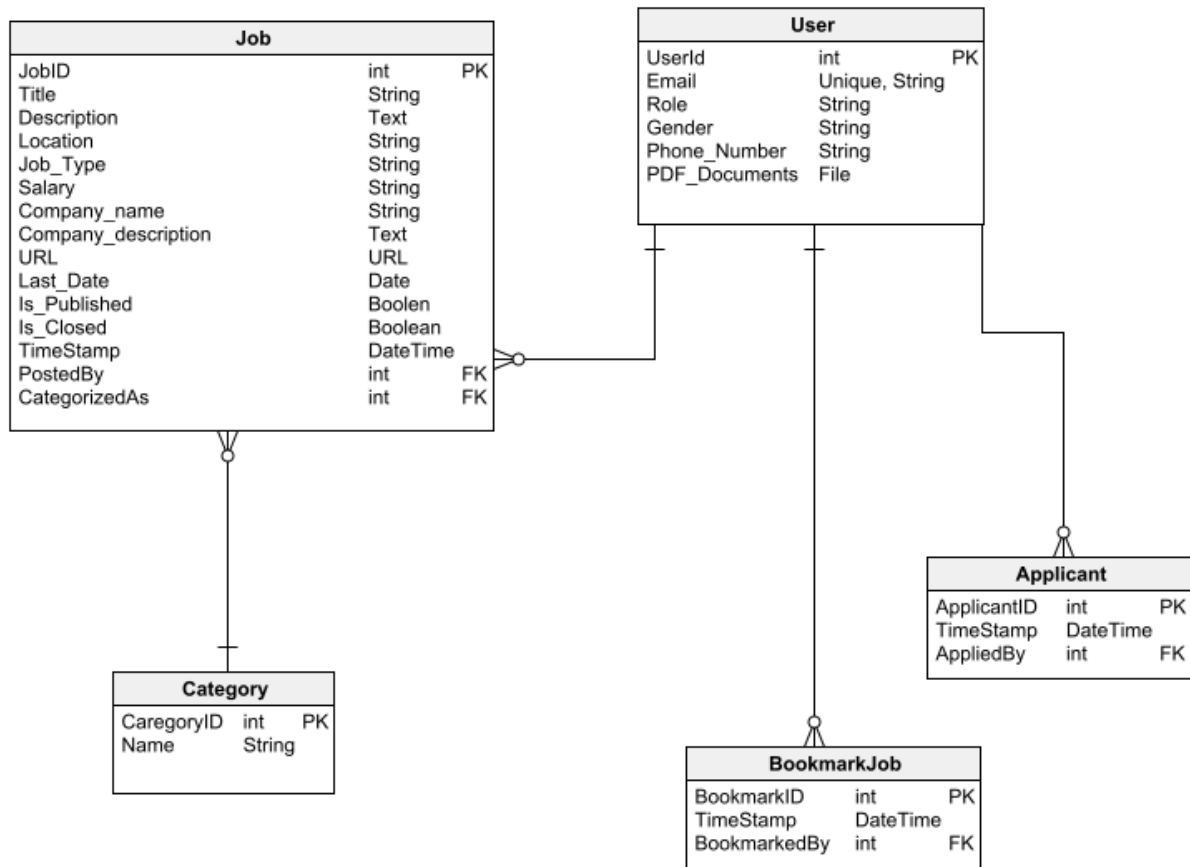 Job
JobID int PK
Title String
Description Text
Location String
Job_Type String
Salary String
Company_name String
Company_description Text
URL URL
Last_Date Date
Is_Published Boolen
Is_Closed Boolean
TimeStamp DateTime
PostedBy int FK
CategorizedAs int FK
User
UserId int PK
Email Unique, String
Role String
Gender String
Phone_Number String
PDF_Documents File
Applicant
ApplicantID int PK
TimeStamp DateTime
AppliedBy int FK
Category
CaregoryID int PK
Name String
BookmarkJob
BookmarkID int PK
TimeStamp DateTime
BookmarkedBy int FK